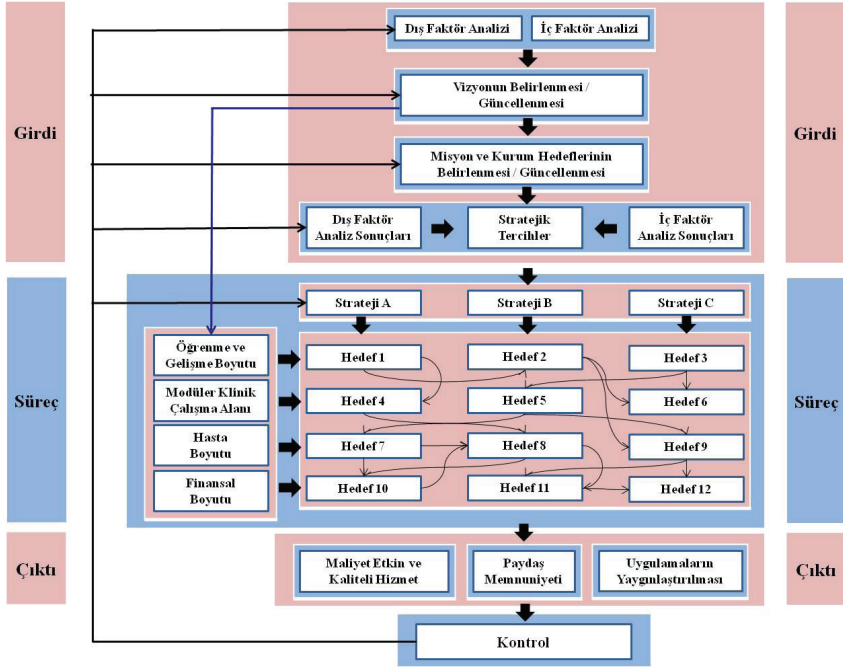 Dış Faktör Analizi
İç Faktör Analizi
Vizyonun Belirlenmesi /
Güncellenmesi
Girdi
Girdi
Misyon ve Kurum Hedeflerinin
Belirlenmesi / Güncellenmesi
Dış Faktör
Analiz Sonuçları
Stratejik
Tercihler
İç Faktör
Analiz Sonuçları
Strateji A
Strateji B
Strateji C
Öğrenme ve
Gelişme Boyutu
Hedef 1
Hedef 2
Hedef 3
Süreç
Süreç
Modüler Klinik
Çalışma Alanı
Hedef 4
Hedef 5
Hedef 6
Hasta
Boyutu
Hedef 7
Hedef 8
Hedef 9
Finansal
Boyutu
Hedef 10
Hedef 11
Hedef 12
Çıktı
Çıktı
Maliyet Etkin ve
Kaliteli Hizmet
Paydaş
Memnuniyeti
Uygulamaların
Yaygınlaştırılması
Kontrol